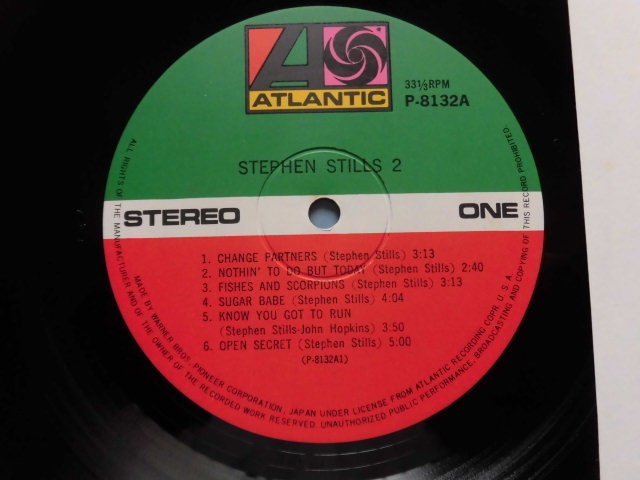 ATLANTIC
33⅓RPM
P-8132A
STEPHEN STILLS 2
STEREO
ONE
1. CHANGE PARTNERS (Stephen Stills) 3:13
2. NOTHIN' TO DO BUT TODAY (Stephen Stills) 2:40
3. FISHES AND SCORPIONS (Stephen Stills) 3:13
4. SUGAR BABE (Stephen Stills) 4:04
5. KNOW YOU GOT TO RUN
(Stephen Stills-John Hopkins) 3:50
6. OPEN SECRET (Stephen Stills) 5:00
(P-8132A1)
MADE BY WARNER BROS. PIONEER CORPORATION, JAPAN UNDER LICENSE FROM ATLANTIC RECORDING CORP. U.S.A.
ALL RIGHTS OF THE MANUFACTURER AND OF THE OWNER OF THE RECORDED WORK RESERVED. UNAUTHORIZED PUBLIC PERFORMANCE, BROADCASTING AND COPYING OF THIS RECORD PROHIBITED.